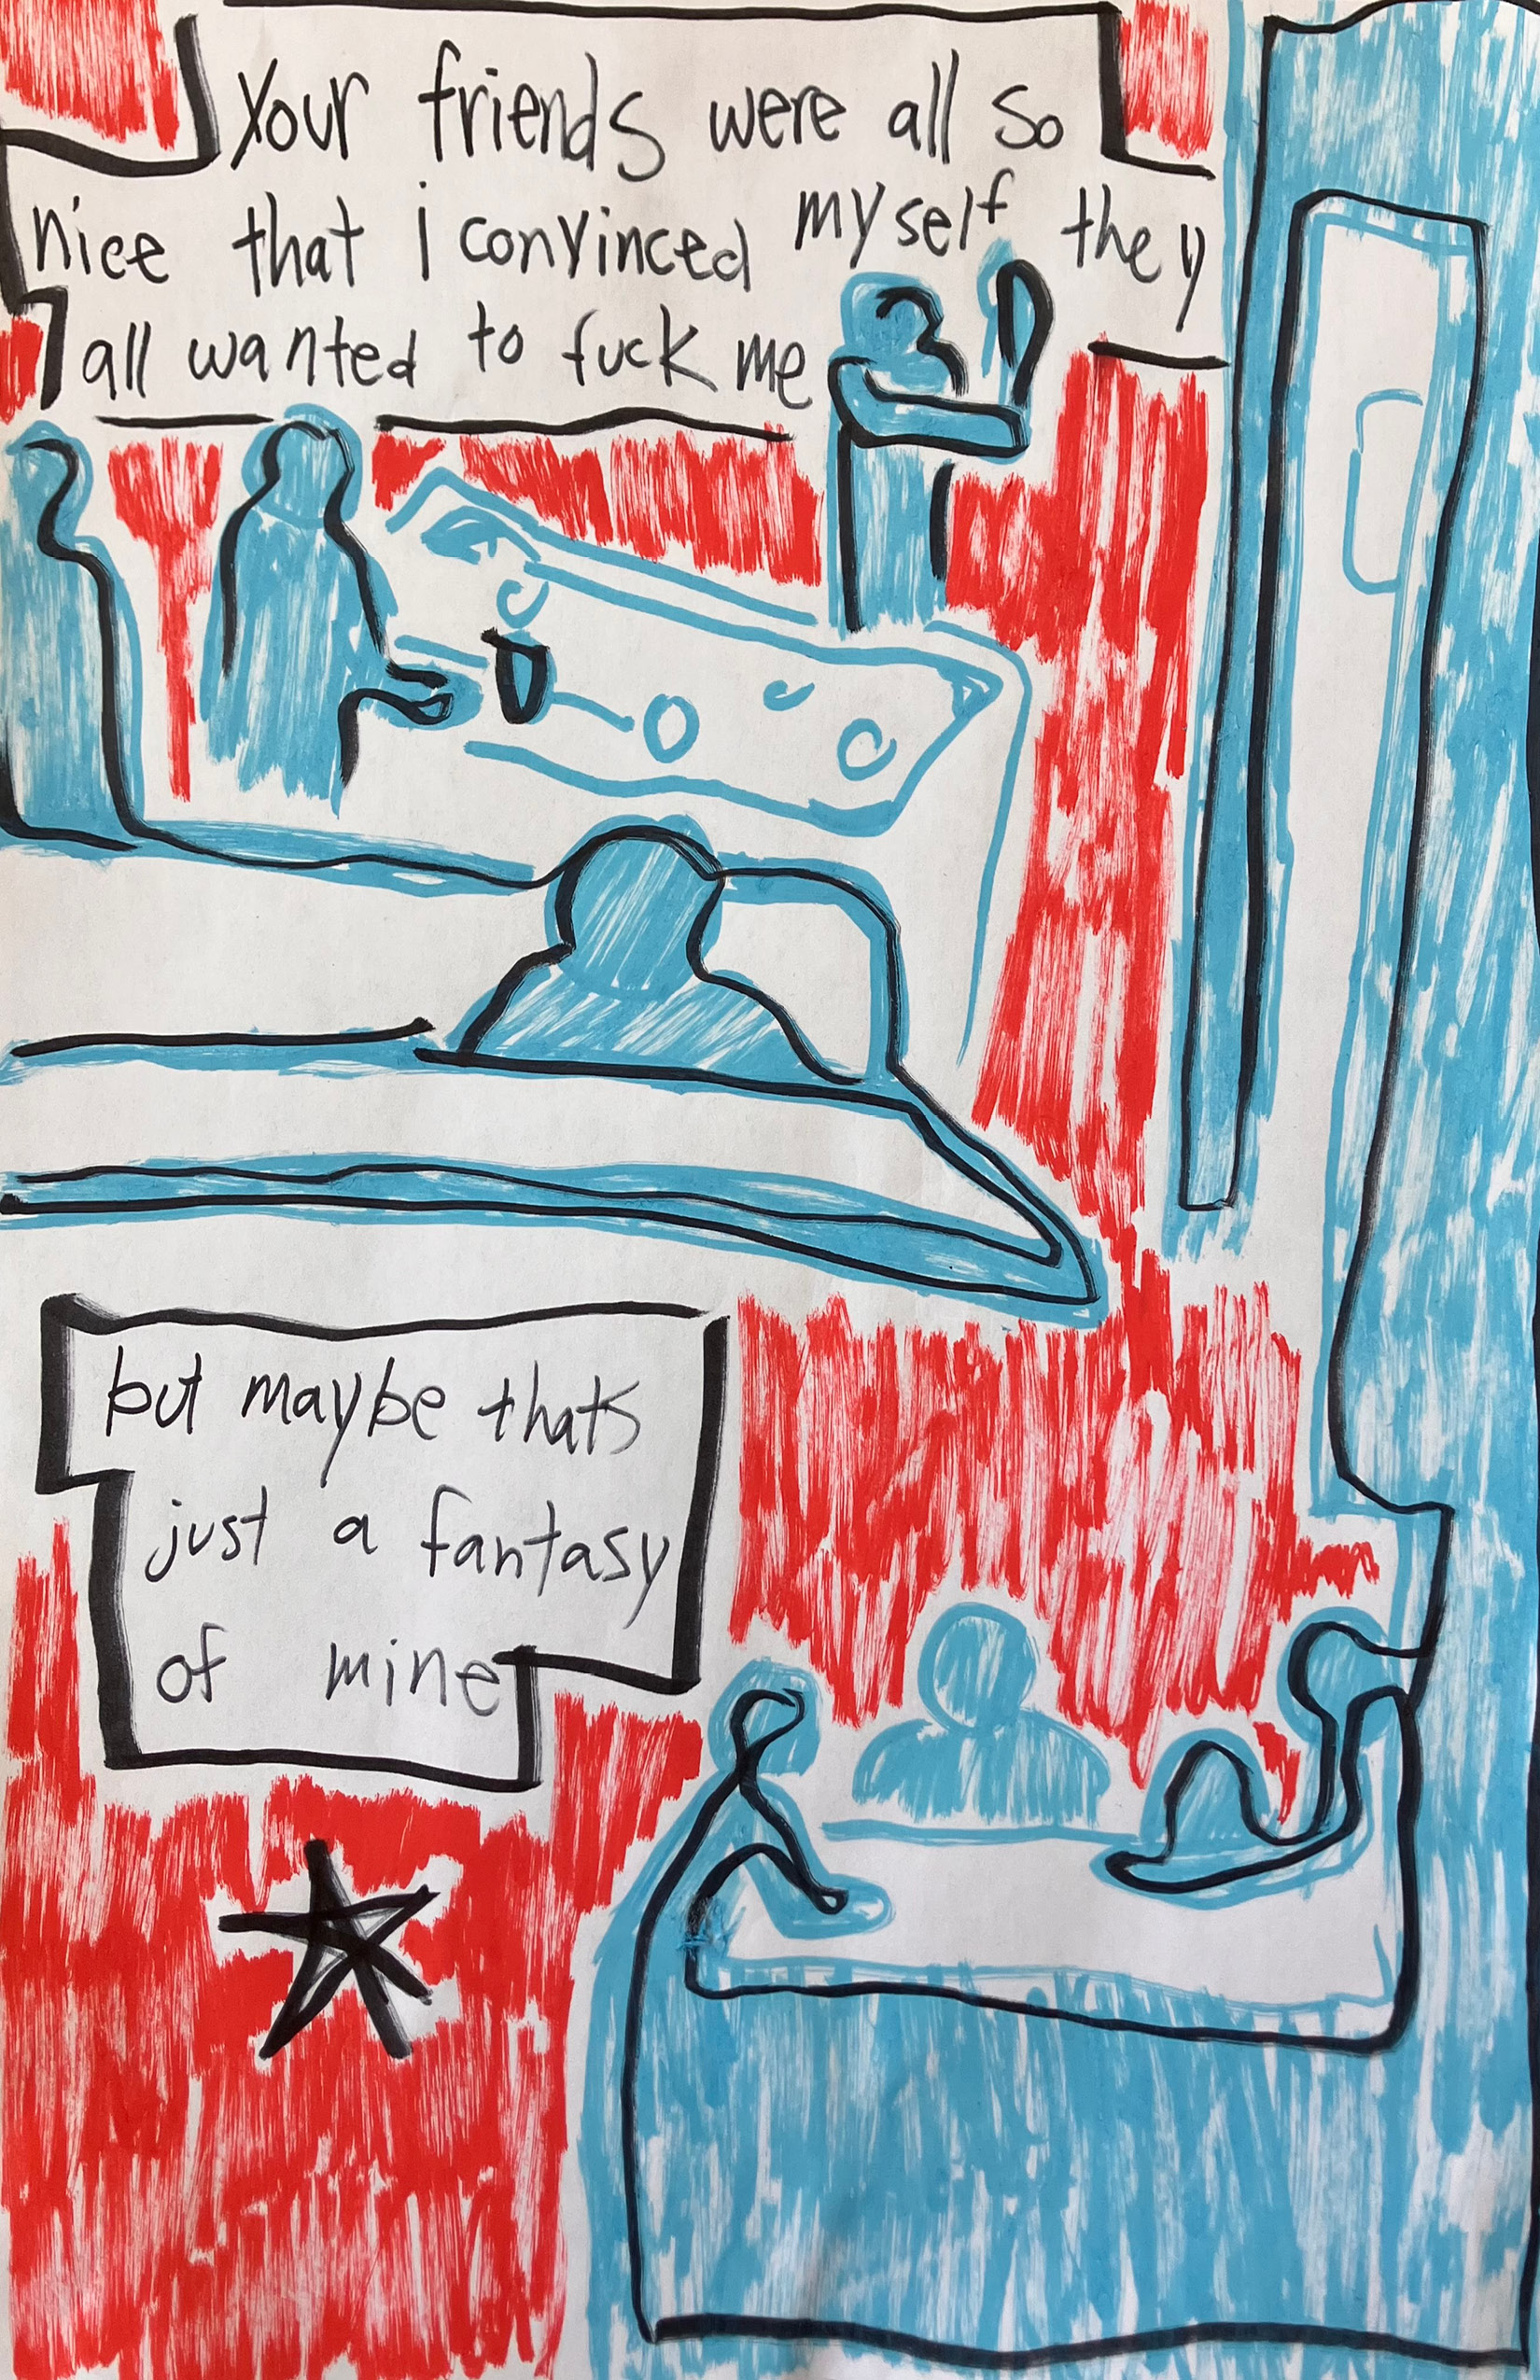 Your friends were all so
nice that i convinced myself they
all wanted to fuck me
but maybe thats
just a fantasy
of mine